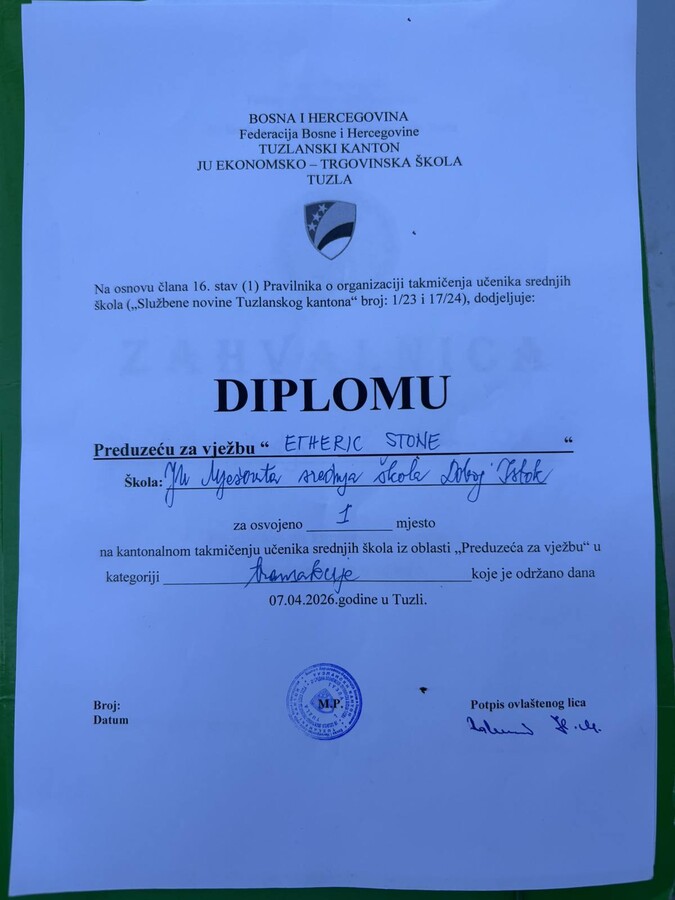 BOSNA I HERCEGOVINA
Federacija Bosne i Hercegovine
TUZLANSKI KANTON
JU EKONOMSKO – TRGOVINSKA ŠKOLA
TUZLA
Na osnovu člana 16. stav (1) Pravilnika o organizaciji takmičenja učenika srednjih
škola („Službene novine Tuzlanskog kantona“ broj: 1/23 i 17/24), dodjeljuje:
ZAHVALNICA
DIPLOMU
Preduzeću za vježbu “ ETHERIC STONE “
Škola: JU Mješovita srednja škola Doboj Istok
za osvojeno 1 mjesto
na kantonalnom takmičenju učenika srednjih škola iz oblasti „Preduzeća za vježbu“ u
kategoriji transakcije koje je održano dana
07.04.2026.godine u Tuzli.
Broj: M.P. Potpis ovlaštenog lica
Datum